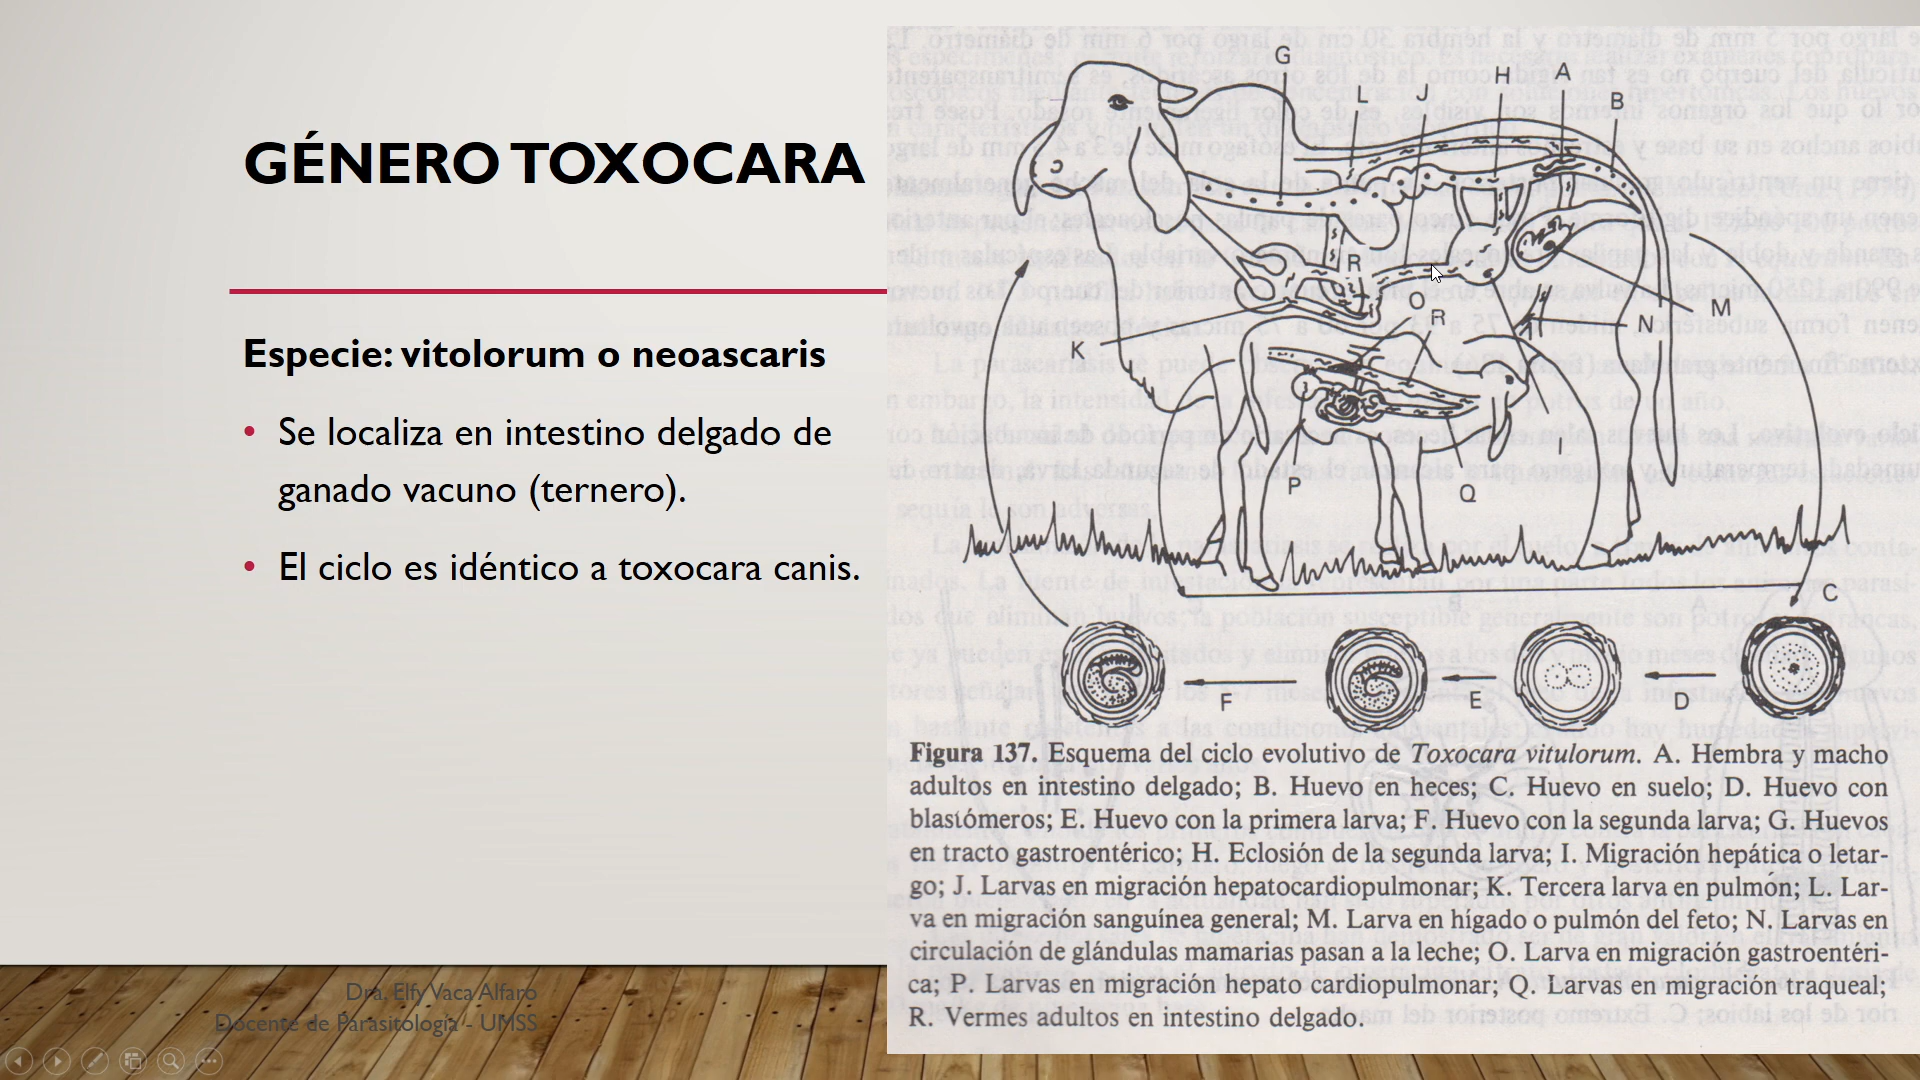 GÉNERO TOXOCARA
Especie: vitolorum o neoascaris
• Se localiza en intestino delgado de
ganado vacuno (ternero).
• El ciclo es idéntico a toxocara canis.
Dra. Elfy Vaca Alfaro
Docente de Parasitología - UMSS
G
L
J
H
A
B
R
O
R
K
M
N
I
P
Q
C
F
E
D
Figura 137. Esquema del ciclo evolutivo de Toxocara vitulorum. A. Hembra y macho
adultos en intestino delgado; B. Huevo en heces; C. Huevo en suelo; D. Huevo con
blastómeros; E. Huevo con la primera larva; F. Huevo con la segunda larva; G. Huevos
en tracto gastroentérico; H. Eclosión de la segunda larva; I. Migración hepática o letar-
go; J. Larvas en migración hepatocardiopulmonar; K. Tercera larva en pulmón; L. Lar-
va en migración sanguínea general; M. Larva en hígado o pulmón del feto; N. Larvas en
circulación de glándulas mamarias pasan a la leche; O. Larva en migración gastroentéri-
ca; P. Larvas en migración hepato cardiopulmonar; Q. Larvas en migración traqueal;
R. Vermes adultos en intestino delgado.